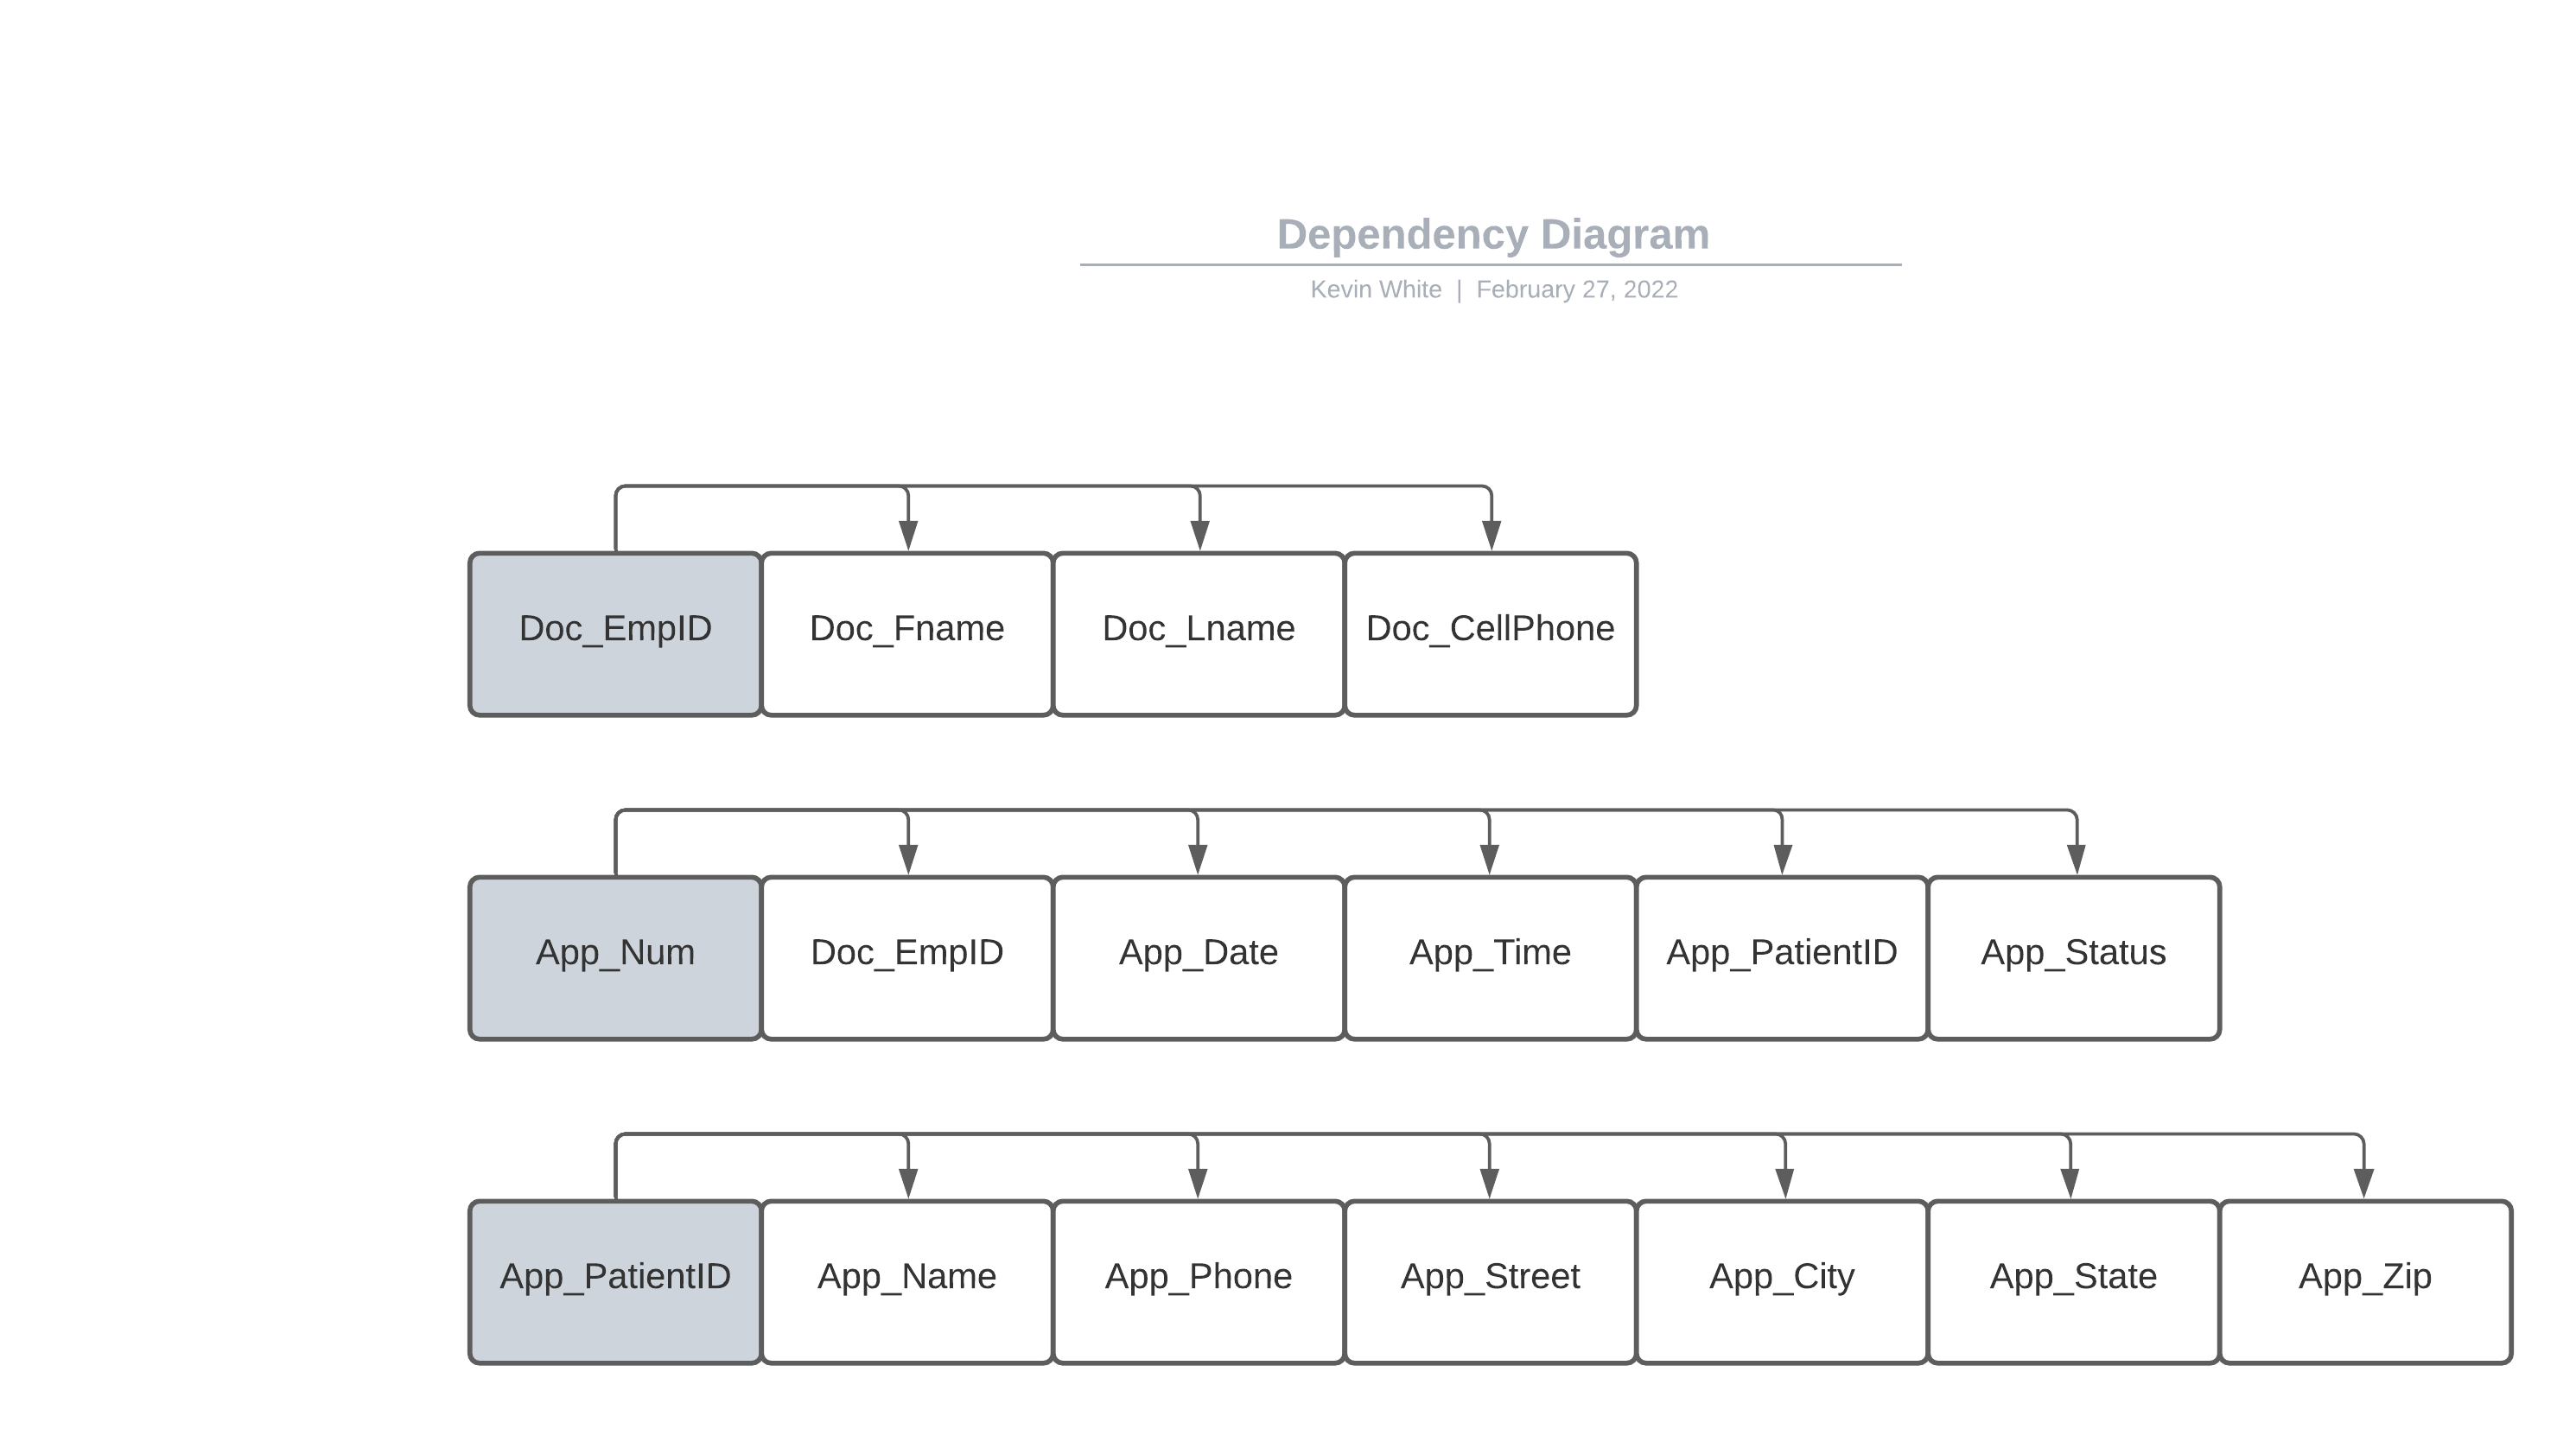 Dependency Diagram
Kevin White | February 27, 2022
Doc_EmpID Doc_Fname Doc_Lname Doc_CellPhone
App_Num Doc_EmpID App_Date App_Time App_PatientID App_Status
App_PatientID App_Name App_Phone App_Street App_City App_State App_Zip